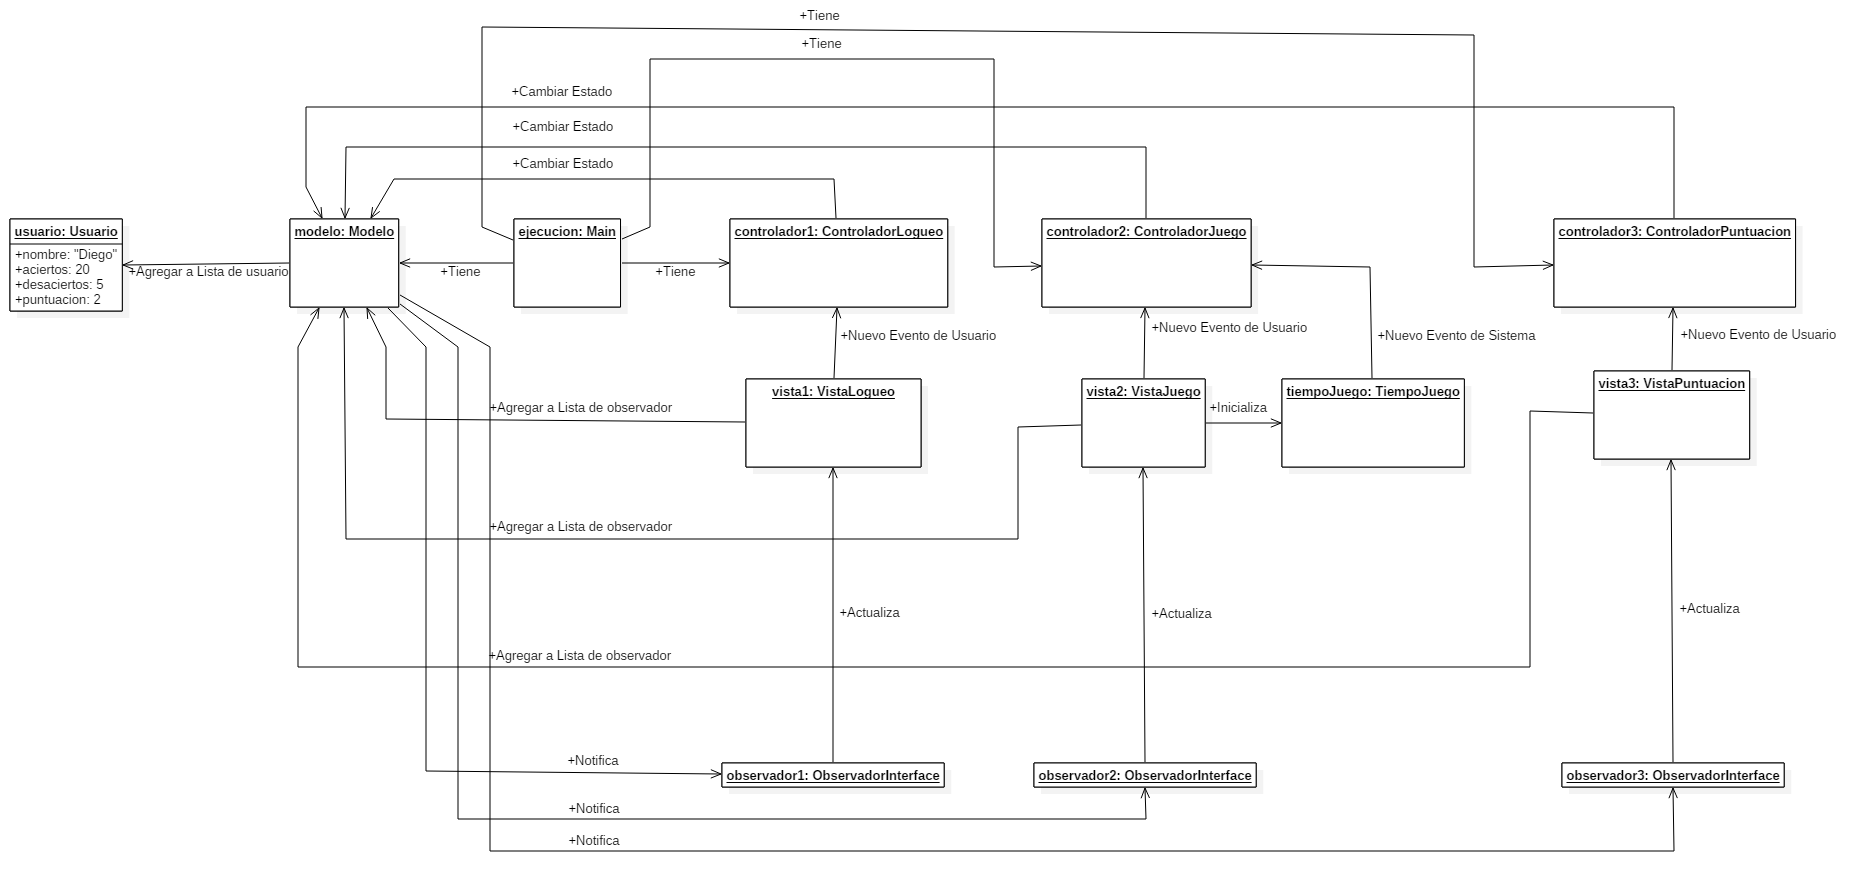 +Tiene
+Tiene
+Cambiar Estado
+Cambiar Estado
+Cambiar Estado
usuario: Usuario
+nombre: "Diego"
+aciertos: 20
+desaciertos: 5
+puntuacion: 2
+Agregar a Lista de usuario
modelo: Modelo
+Tiene
ejecucion: Main
+Tiene
controlador1: ControladorLogueo
controlador2: ControladorJuego
controlador3: ControladorPuntuacion
+Nuevo Evento de Usuario
+Nuevo Evento de Usuario
+Nuevo Evento de Sistema
+Nuevo Evento de Usuario
vista1: VistaLogueo
vista2: VistaJuego
+Inicializa
tiempoJuego: TiempoJuego
vista3: VistaPuntuacion
+Agregar a Lista de observador
+Agregar a Lista de observador
+Actualiza
+Actualiza
+Actualiza
+Agregar a Lista de observador
+Notifica
observador1: ObservadorInterface
observador2: ObservadorInterface
observador3: ObservadorInterface
+Notifica
+Notifica